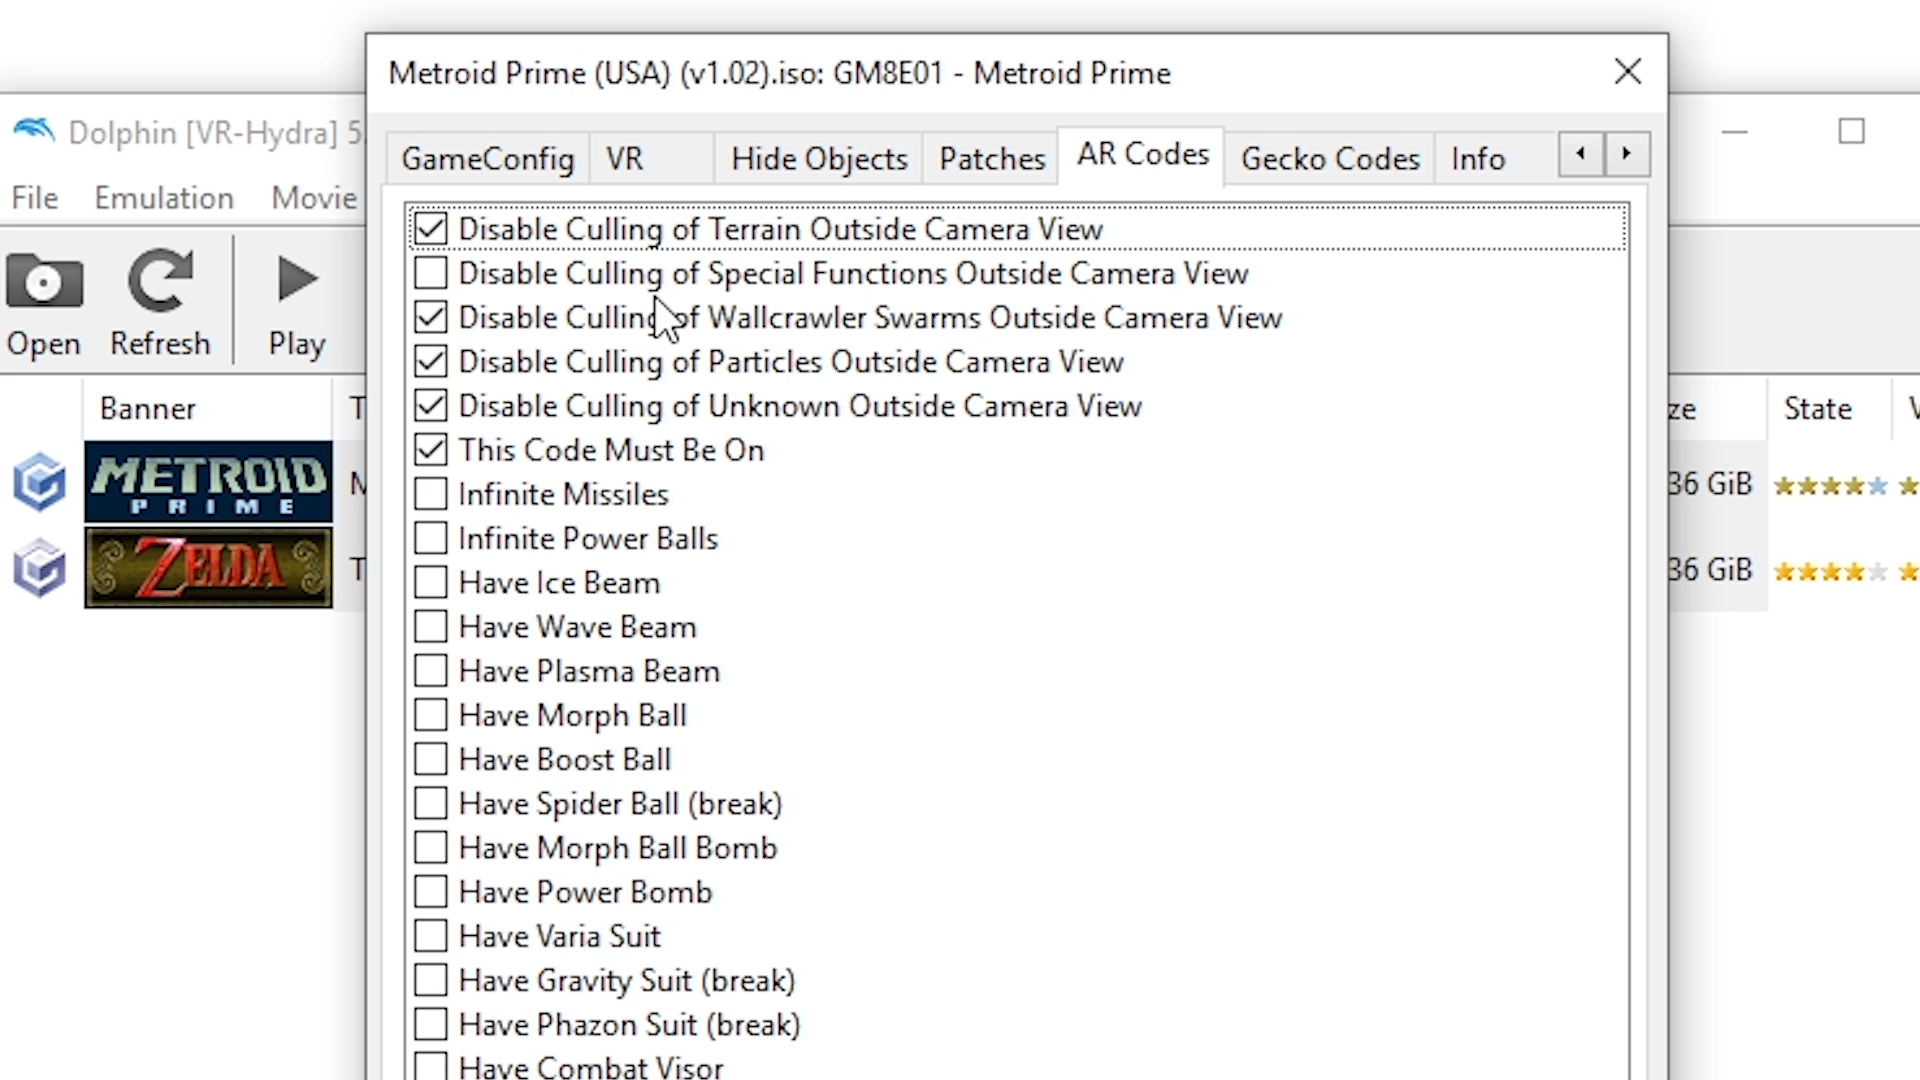 Metroid Prime (USA) (v1.02).iso: GM8E01 - Metroid Prime
Dolphin [VR-Hydra] 5.
GameConfig VR Hide Objects Patches AR Codes Gecko Codes Info
File Emulation Movie
Disable Culling of Terrain Outside Camera View
Disable Culling of Special Functions Outside Camera View
Disable Culling of Wallcrawler Swarms Outside Camera View
Open Refresh Play
Disable Culling of Particles Outside Camera View
Banner T
Disable Culling of Unknown Outside Camera View
ze State
This Code Must Be On
METROID
PRIME
M
36 GiB
Infinite Missiles
Infinite Power Balls
ZELDA
T
36 GiB
Have Ice Beam
Have Wave Beam
Have Plasma Beam
Have Morph Ball
Have Boost Ball
Have Spider Ball (break)
Have Morph Ball Bomb
Have Power Bomb
Have Varia Suit
Have Gravity Suit (break)
Have Phazon Suit (break)
Have Combat Visor